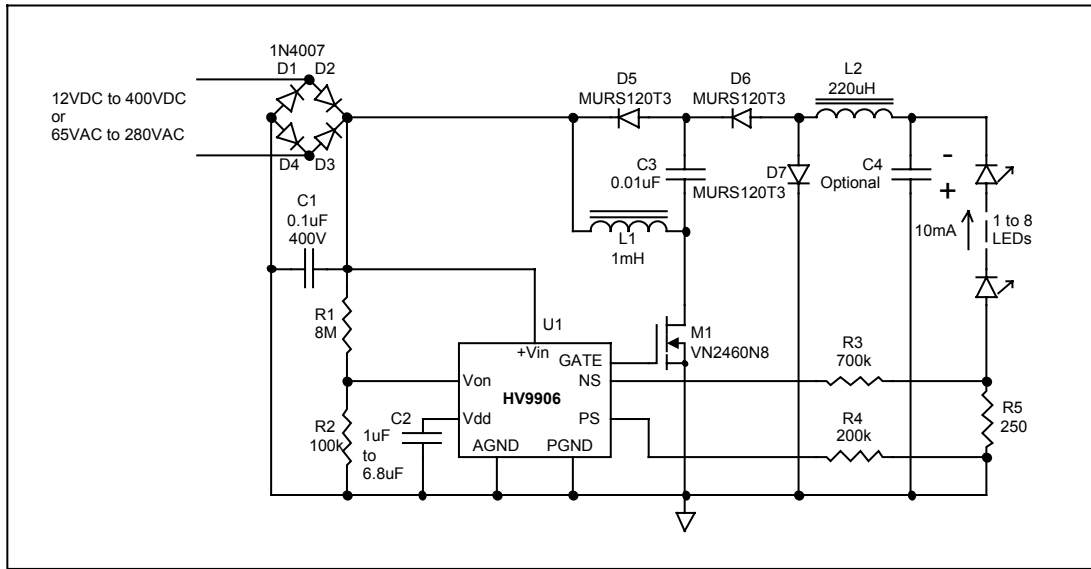 1N4007
D1 D2
12VDC to 400VDC
or
65VAC to 280VAC
D4 D3
D5
MURS120T3
D6
MURS120T3
L2
220uH
C3
0.01uF
D7
MURS120T3
C4
Optional
-
+
10mA
1 to 8
LEDs
C1
0.1uF
400V
L1
1mH
R1
8M
U1
M1
VN2460N8
+Vin
GATE
NS
Von
HV9906
Vdd
PS
AGND PGND
R3
700k
R4
200k
R5
250
R2
100k
C2
1uF
to
6.8uF